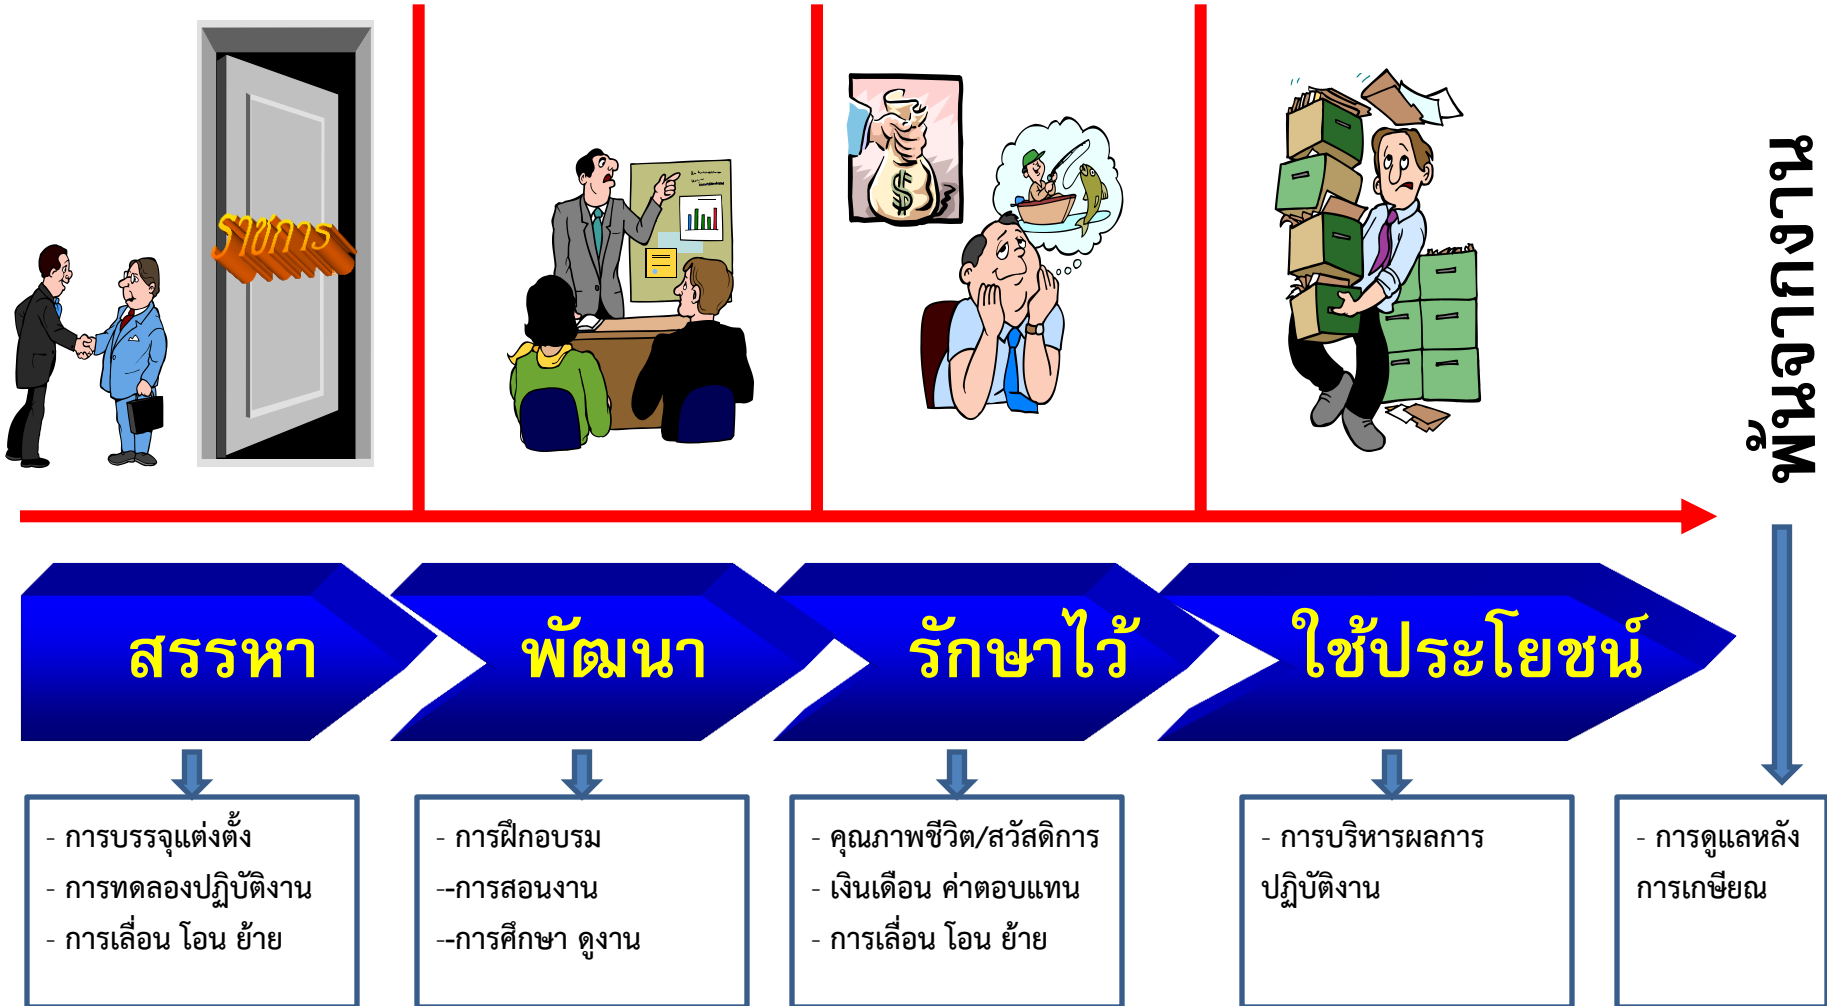 ราชการ
พ้นจากงาน
สรรหา
พัฒนา
รักษาไว้
ใช้ประโยชน์
- การบรรจุแต่งตั้ง
- การทดลองปฏิบัติงาน
- การเลื่อน โอน ย้าย
- การฝึกอบรม
--การสอนงาน
--การศึกษา ดูงาน
- คุณภาพชีวิต/สวัสดิการ
- เงินเดือน ค่าตอบแทน
- การเลื่อน โอน ย้าย
- การบริหารผลการ
ปฏิบัติงาน
- การดูแลหลัง
การเกษียณ